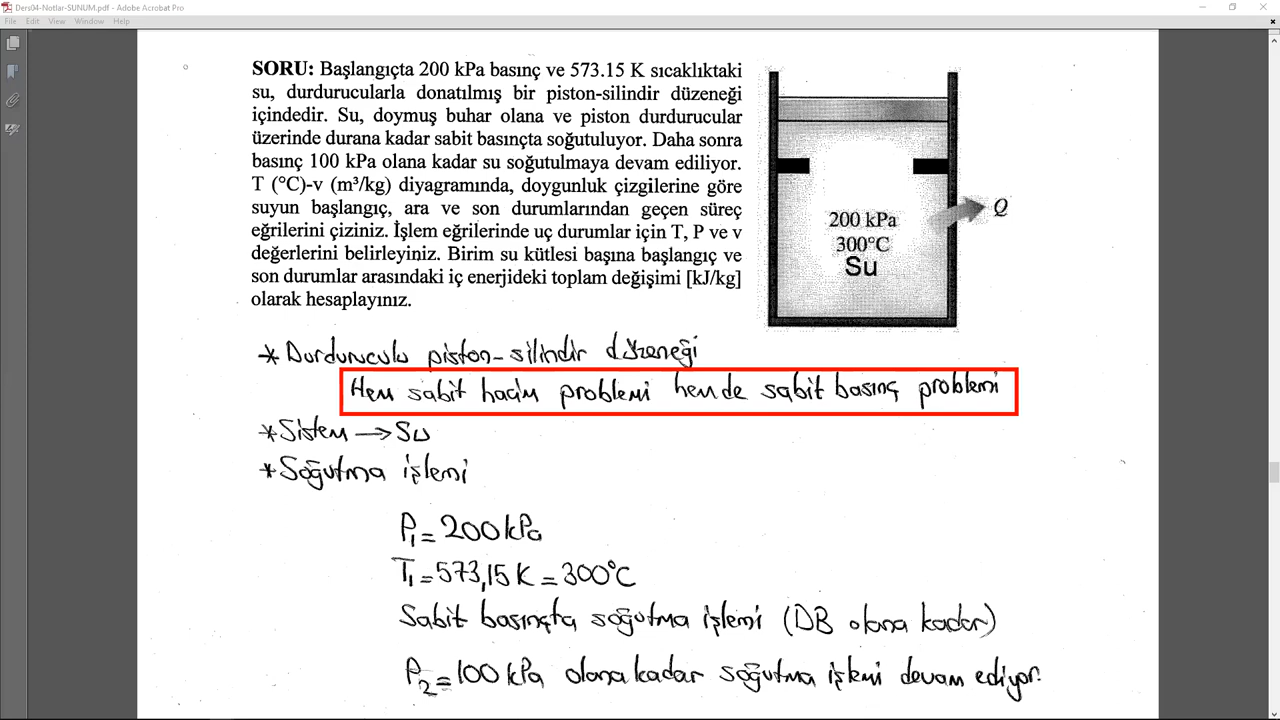 Ders04-Notlar-SUNUM.pdf - Adobe Acrobat Pro
File Edit View Window Help
SORU: Başlangıçta 200 kPa basınç ve 573.15 K sıcaklıktaki
su, durdurucularla donatılmış bir piston-silindir düzeneği
içindedir. Su, doymuş buhar olana ve piston durdurucular
üzerinde durana kadar sabit basınçta soğutuluyor. Daha sonra
basınç 100 kPa olana kadar su soğutulmaya devam ediliyor.
T (°C)-v (m³/kg) diyagramında, doygunluk çizgilerine göre
suyun başlangıç, ara ve son durumlarından geçen süreç
eğrilerini çiziniz. İşlem eğrilerinde uç durumlar için T, P ve v
değerlerini belirleyiniz. Birim su kütlesi başına başlangıç ve
son durumlar arasındaki iç enerjideki toplam değişimi [kJ/kg]
olarak hesaplayınız.
200 kPa
300°C
Su
Q
* Durduruculu piston-silindir düzeneği
Hem sabit hacim problemi hem de sabit basınç problemi
* Sistem → Su
* Soğutma işlemi
P₁ = 200 kPa
T₁ = 573,15 K = 300°C
Sabit basınçta soğutma işlemi (DB olana kadar)
P₂ = 100 kPa olana kadar soğutma işlemi devam ediyor.